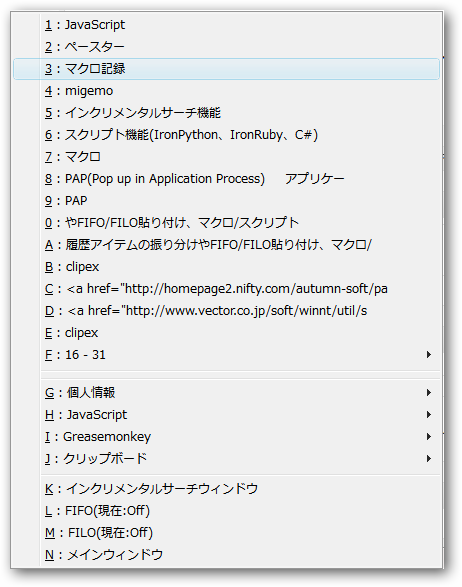 1 : JavaScript
2 : ペースター
3 : マクロ記録
4 : migemo
5 : インクリメンタルサーチ機能
6 : スクリプト機能(IronPython、IronRuby、C#)
7 : マクロ
8 : PAP(Pop up in Application Process)　アプリケー
9 : PAP
0 : やFIFO/FILO貼り付け、マクロ/スクリプト
A : 履歴アイテムの振り分けやFIFO/FILO貼り付け、マクロ/
B : clipex
C : <a href="http://homepage2.nifty.com/autumn-soft/pa
D : <a href="http://www.vector.co.jp/soft/winnt/util/s
E : clipex
F : 16 - 31
G : 個人情報
H : JavaScript
I : Greasemonkey
J : クリップボード
K : インクリメンタルサーチウィンドウ
L : FIFO(現在:Off)
M : FILO(現在:Off)
N : メインウィンドウ